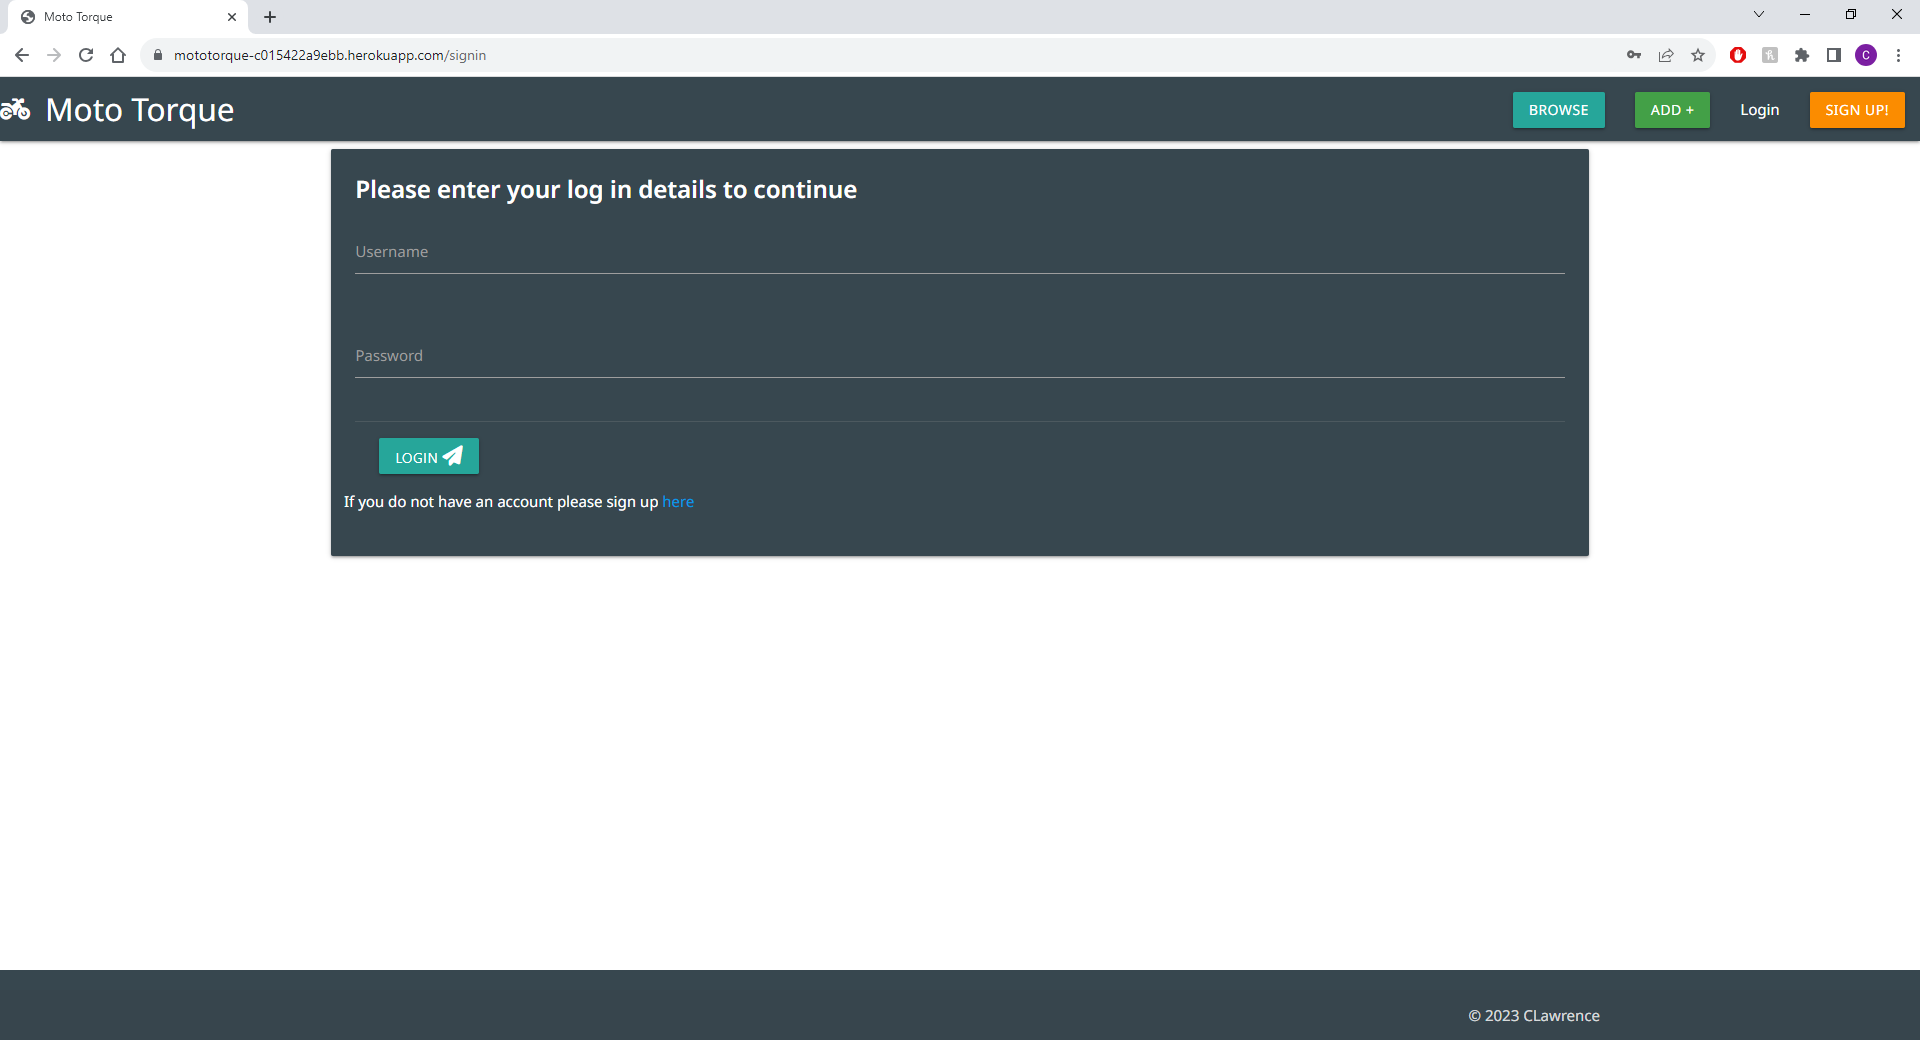 Moto Torque
mototorque-c015422a9ebb.herokuapp.com/signin
C
Moto Torque
BROWSE
ADD +
Login
SIGN UP!
Please enter your log in details to continue
Username
Password
LOGIN
If you do not have an account please sign up here
© 2023 CLawrence